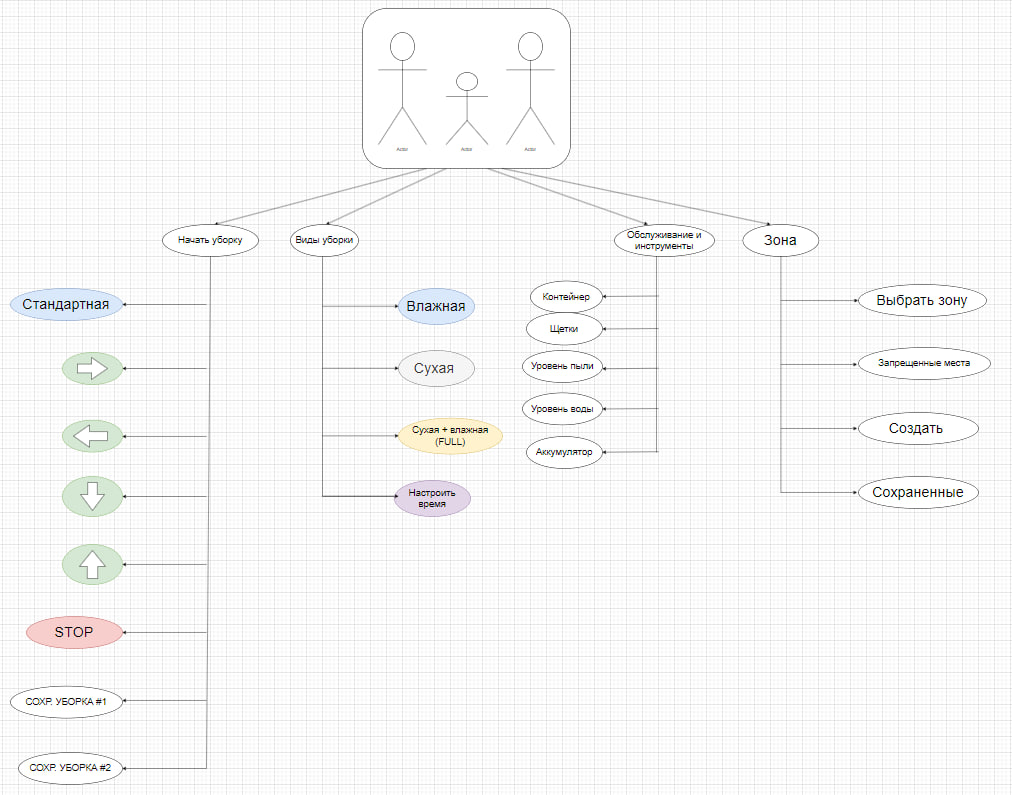 Actor
Actor
Actor
Начать уборку
Виды уборки
Обслуживание и
инструменты
Зона
Стандартная
STOP
СОХР. УБОРКА #1
СОХР. УБОРКА #2
Влажная
Сухая
Сухая + влажная
(FULL)
Настроить
время
Контейнер
Щетки
Уровень пыли
Уровень воды
Аккумулятор
Выбрать зону
Запрещенные места
Создать
Сохраненные